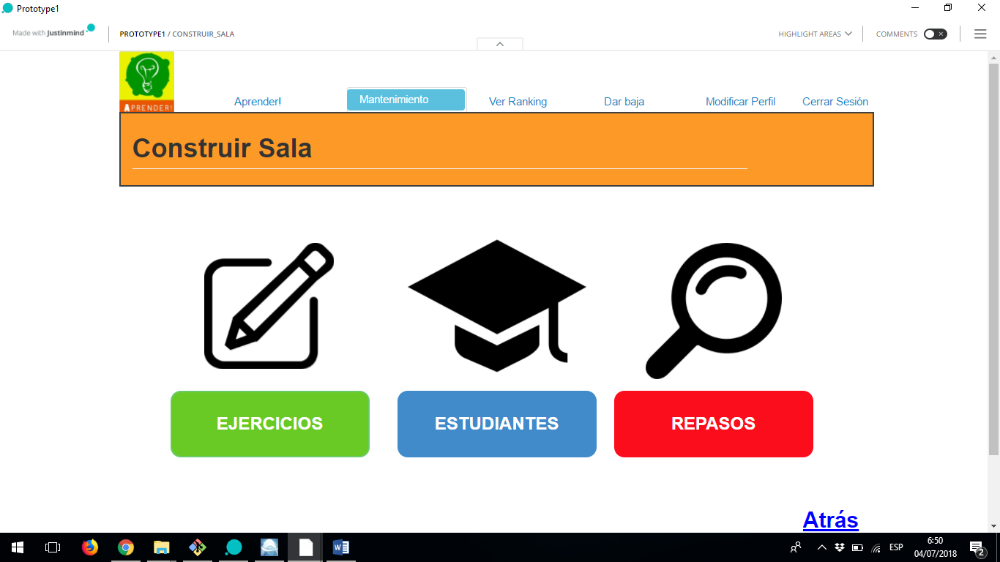 Prototype1
Made with Justinmind
PROTOTYPE1 / CONSTRUIR_SALA
HIGHLIGHT AREAS
COMMENTS
APRENDER!
Aprender!
Mantenimiento
Ver Ranking
Dar baja
Modificar Perfil
Cerrar Sesión
Construir Sala
EJERCICIOS
ESTUDIANTES
REPASOS
Atrás
ESP
6:50
04/07/2018
2